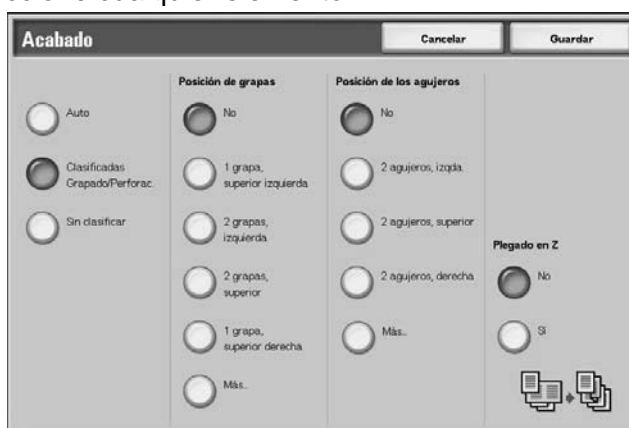 Acabado
Cancelar
Guardar
Auto
Clasificadas
Grapado/Perforac.
Sin clasificar
Posición de grapas
No
1 grapa,
superior izquierda
2 grapas,
izquierda
2 grapas,
superior
1 grapa,
superior derecha
Más..
Posición de los agujeros
No
2 agujeros, izqda.
2 agujeros, superior
2 agujeros, derecha
Más..
Plegado en Z
No
Sí